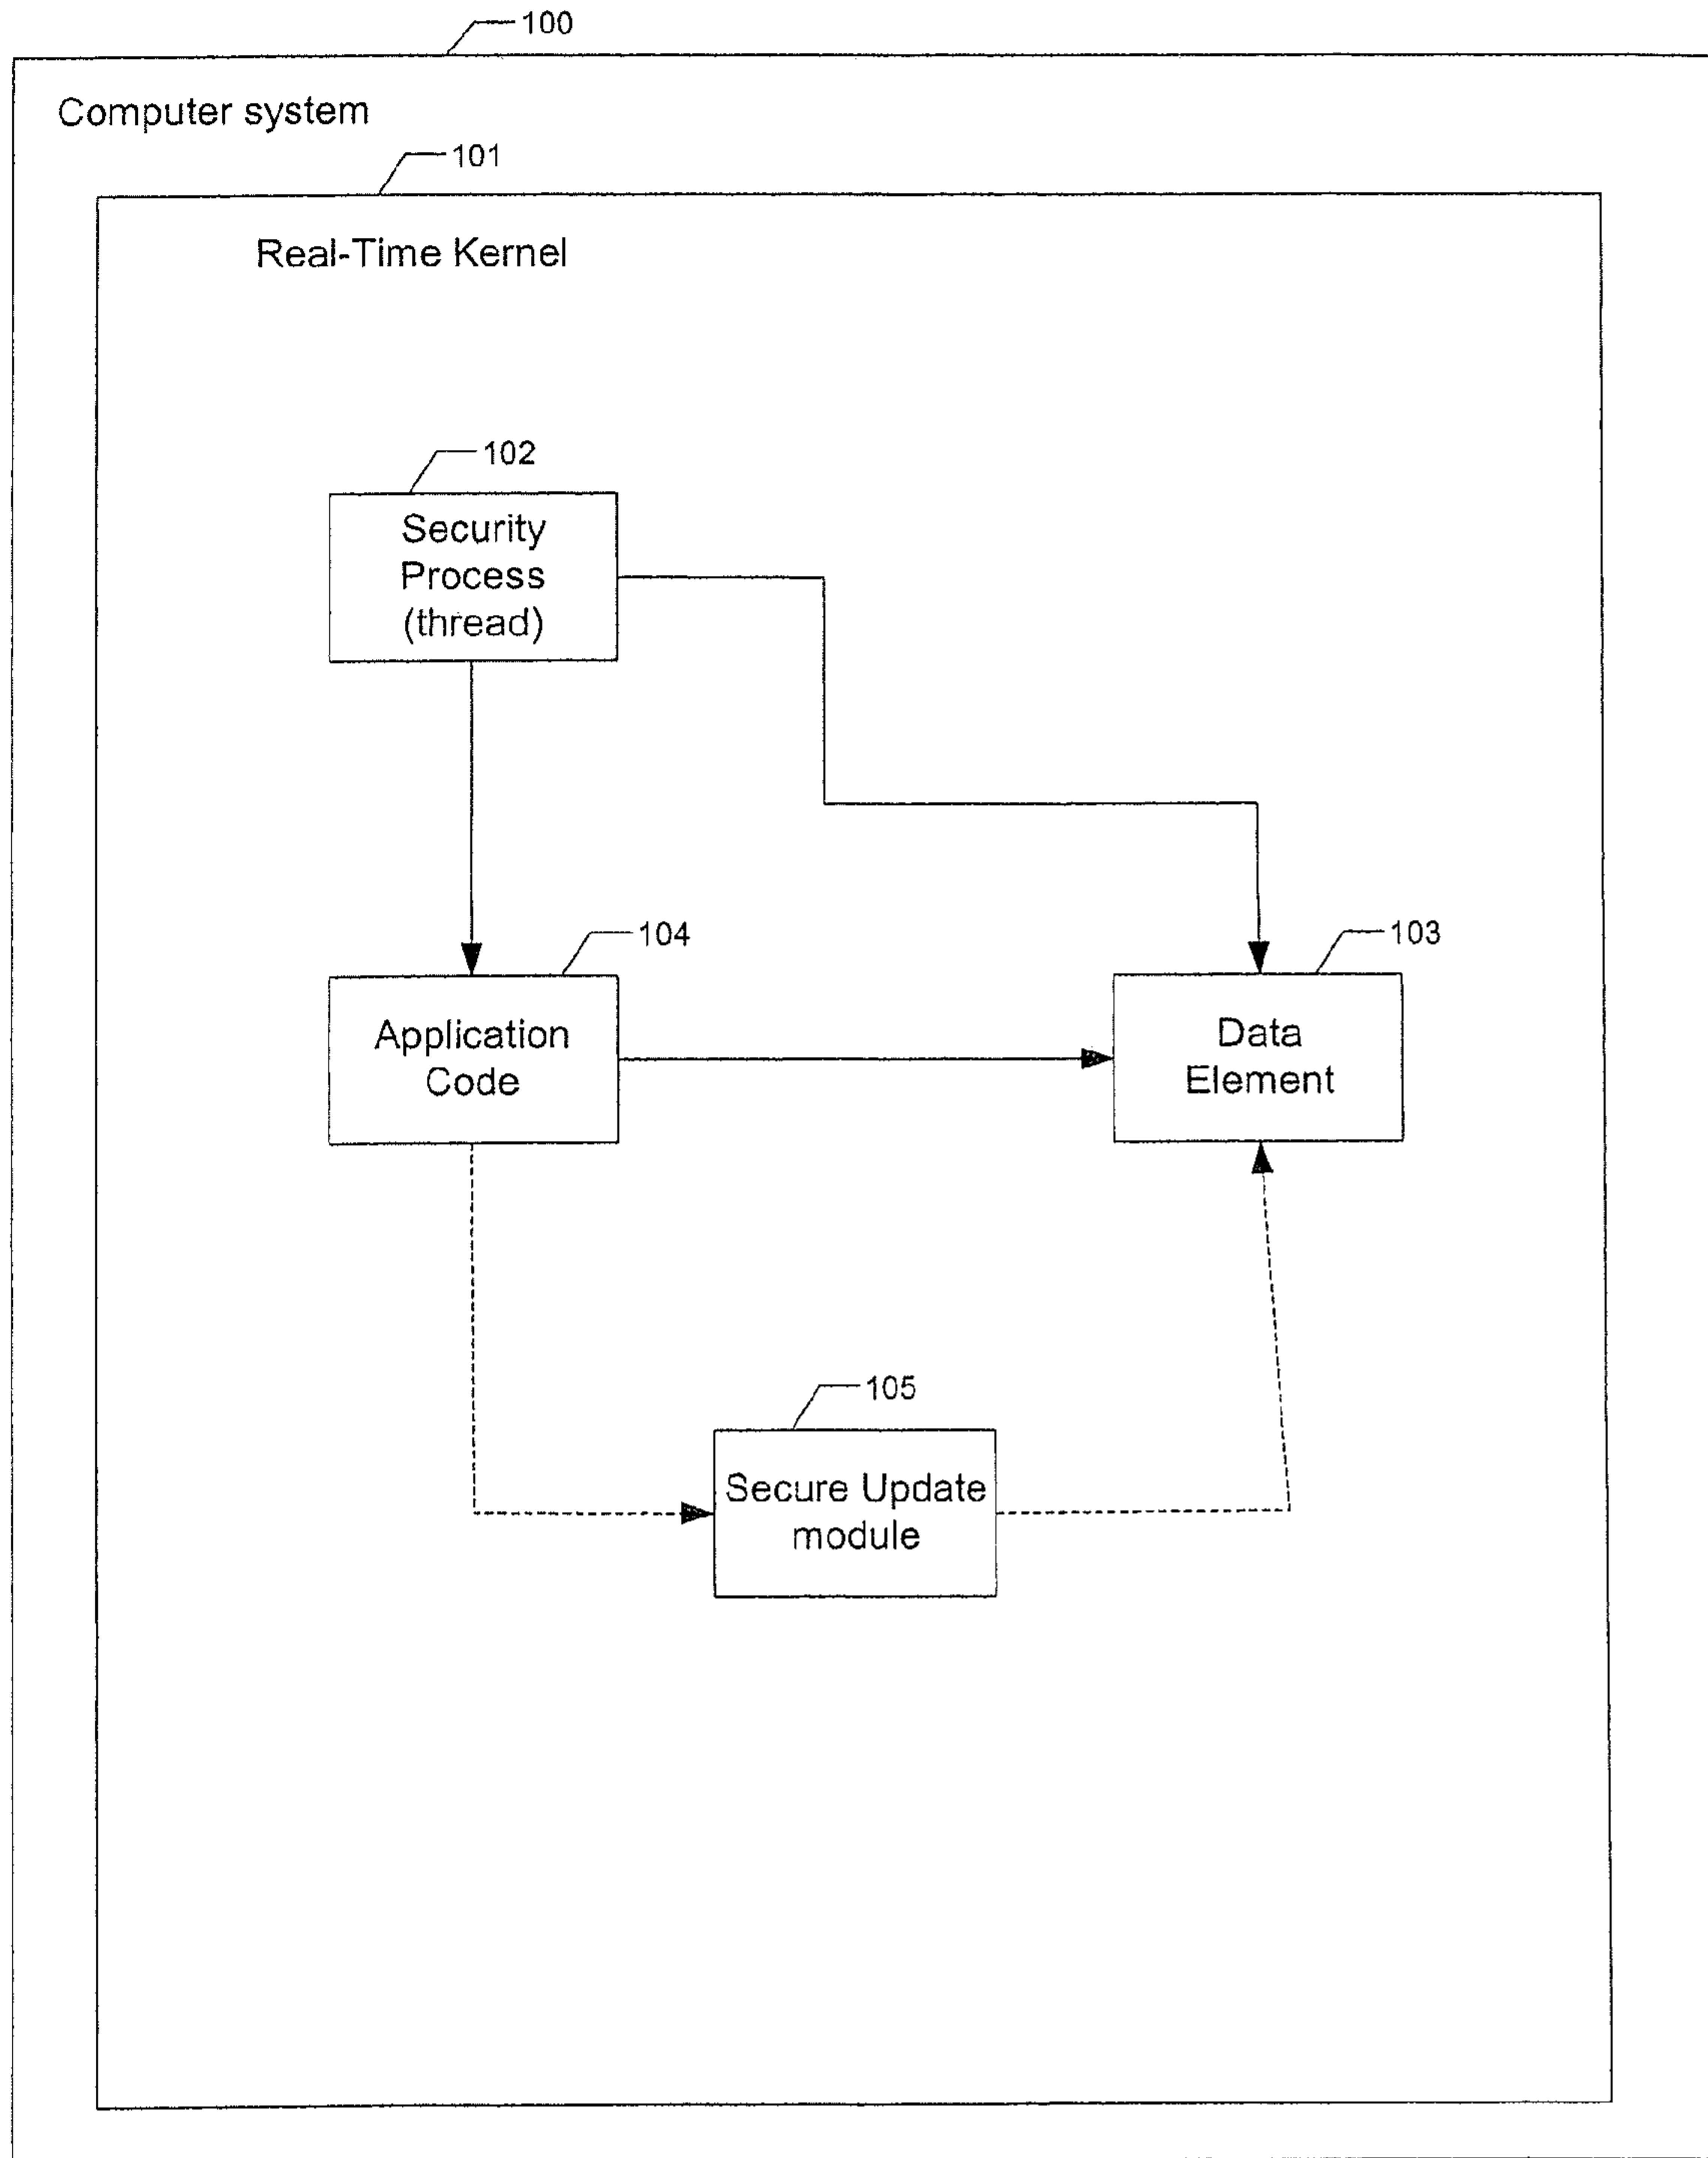 100
Computer system
101
Real-Time Kernel
102
Security
Process
(thread)
104
103
Application
Code
Data
Element
105
Secure Update
module